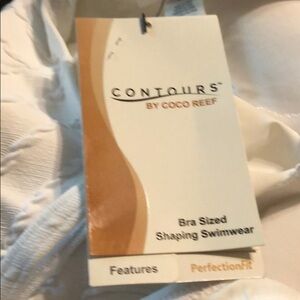 CONTOURS™
BY COCO REEF
Bra Sized
Shaping Swimwear
Features
PerfectionFit